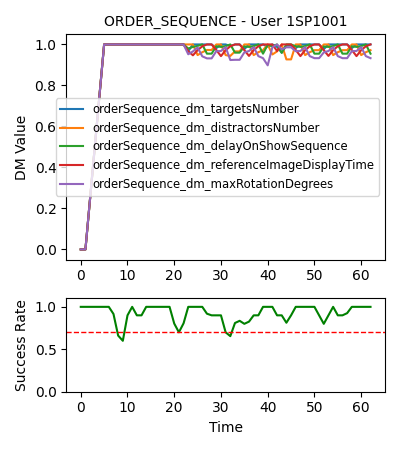 ORDER_SEQUENCE - User 1SP1001
DM Value
1.0
0.8
0.6
0.4
0.2
0.0
orderSequence_dm_targetsNumber
orderSequence_dm_distractorsNumber
orderSequence_dm_delayOnShowSequence
orderSequence_dm_referenceImageDisplayTime
orderSequence_dm_maxRotationDegrees
0 10 20 30 40 50 60
Success Rate
1.0
0.5
0.0
0 10 20 30 40 50 60
Time